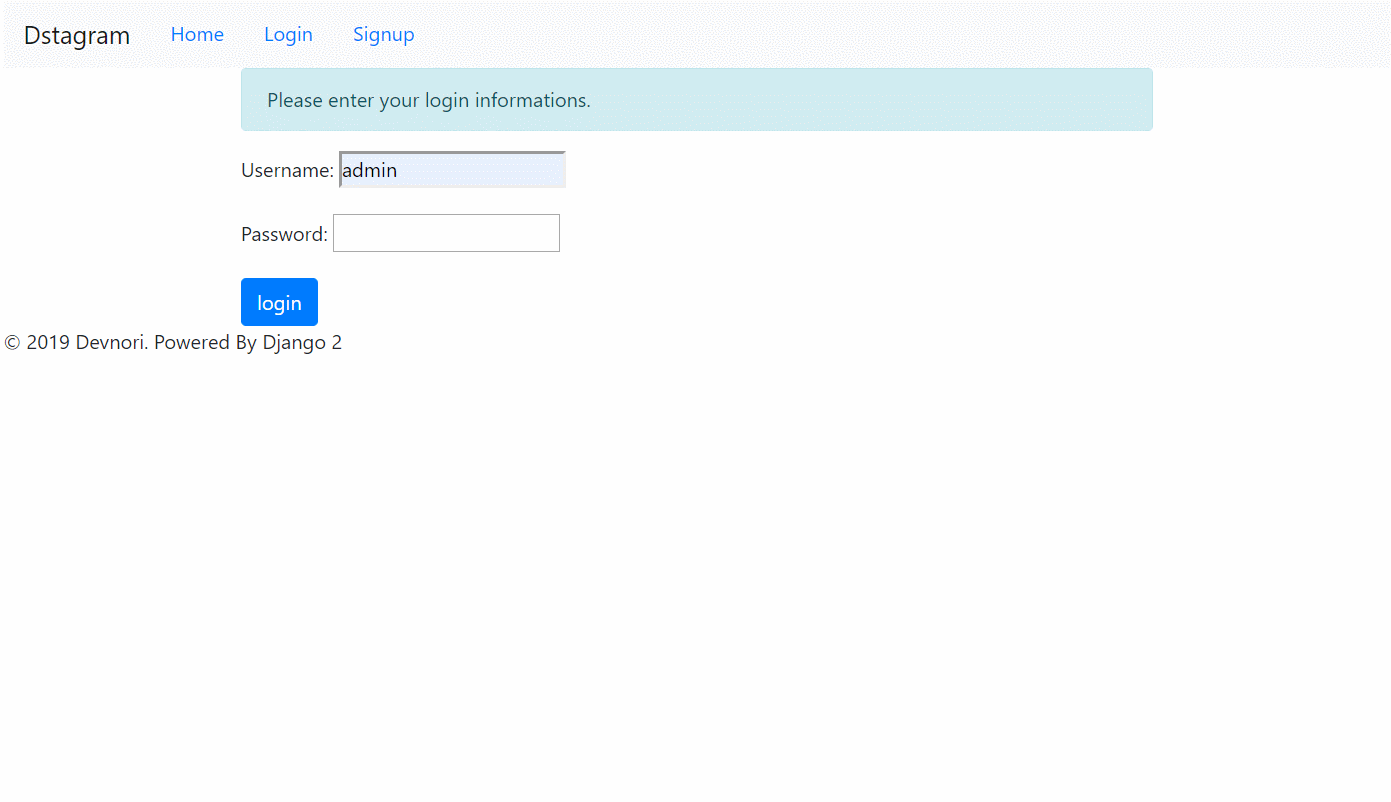 Dstagram Home Login Signup
Please enter your login informations.
Username: admin
Password:
login
© 2019 Devnori. Powered By Django 2